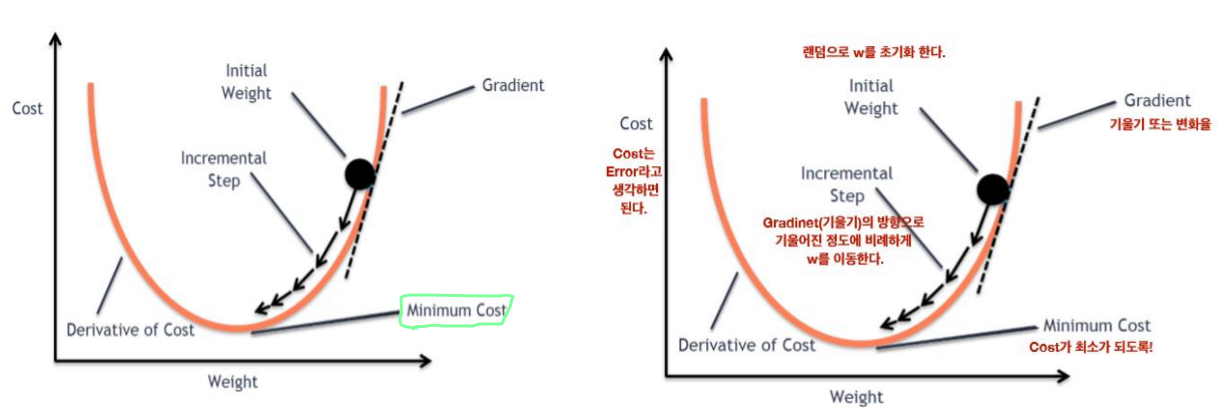 Initial
Weight
Gradient
Cost
Incremental
Step
Minimum Cost
Derivative of Cost
Weight
랜덤으로 w를 초기화 한다.
Initial
Weight
Gradient
기울기 또는 변화율
Cost
Cost는
Error라고
생각하면
된다.
Incremental
Step
Gradinet(기울기)의 방향으로
기울어진 정도에 비례하게
w를 이동한다.
Minimum Cost
Cost가 최소가 되도록!
Derivative of Cost
Weight